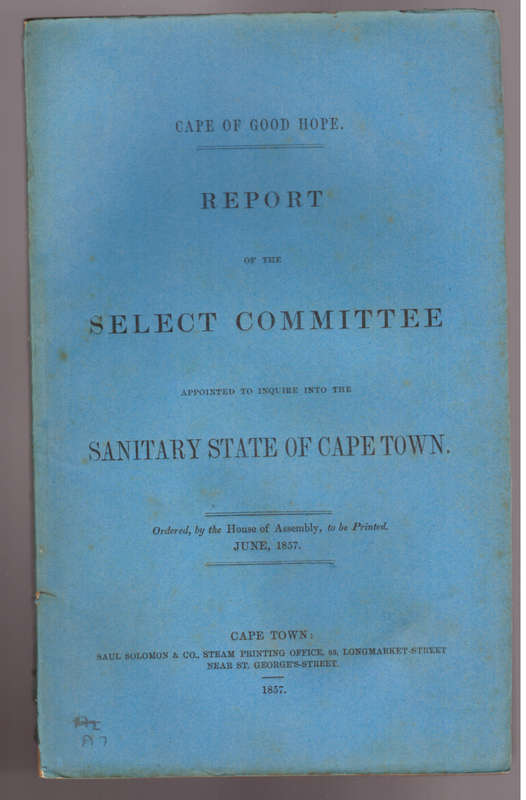 CAPE OF GOOD HOPE.
REPORT
OF THE
SELECT COMMITTEE
APPOINTED TO INQUIRE INTO THE
SANITARY STATE OF CAPE TOWN.
Ordered, by the House of Assembly, to be Printed.
JUNE, 1857.
CAPE TOWN:
SAUL SOLOMON & CO., STEAM PRINTING OFFICE, 63, LONGMARKET-STREET
NEAR ST. GEORGE'S-STREET.
1857.
A7